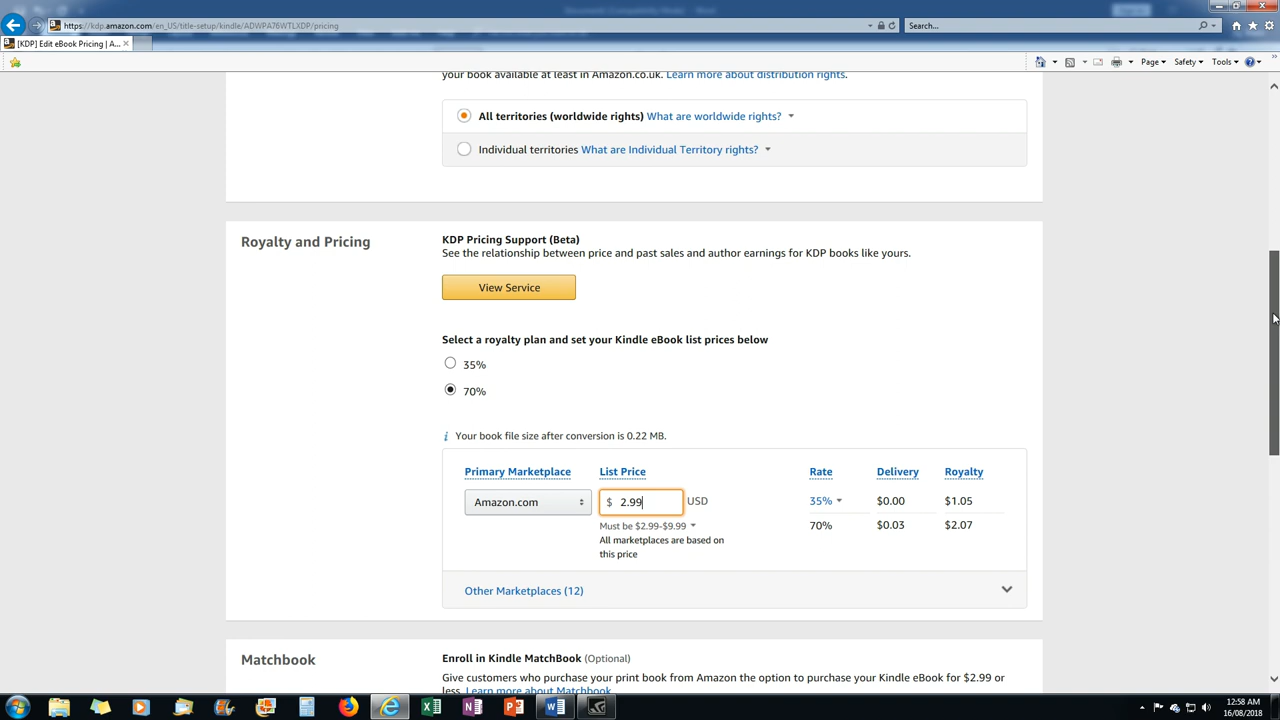 https://kdp.amazon.com/en_US/title-setup/kindle/ADWPA76WTLXDP/pricing
Search...
[KDP] Edit eBook Pricing | A...
Page
Safety
Tools
your book available at least in Amazon.co.uk. Learn more about distribution rights.
All territories (worldwide rights) What are worldwide rights?
Individual territories What are Individual Territory rights?
Royalty and Pricing
KDP Pricing Support (Beta)
See the relationship between price and past sales and author earnings for KDP books like yours.
View Service
Select a royalty plan and set your Kindle eBook list prices below
35%
70%
Your book file size after conversion is 0.22 MB.
Primary Marketplace List Price Rate Delivery Royalty
Amazon.com $ 2.99 USD 35% $0.00 $1.05
Must be $2.99-$9.99 70% $0.03 $2.07
All marketplaces are based on
this price
Other Marketplaces (12)
Matchbook
Enroll in Kindle MatchBook (Optional)
Give customers who purchase your print book from Amazon the option to purchase your Kindle eBook for $2.99 or
less. Learn more about Matchbook.
12:58 AM
16/08/2018